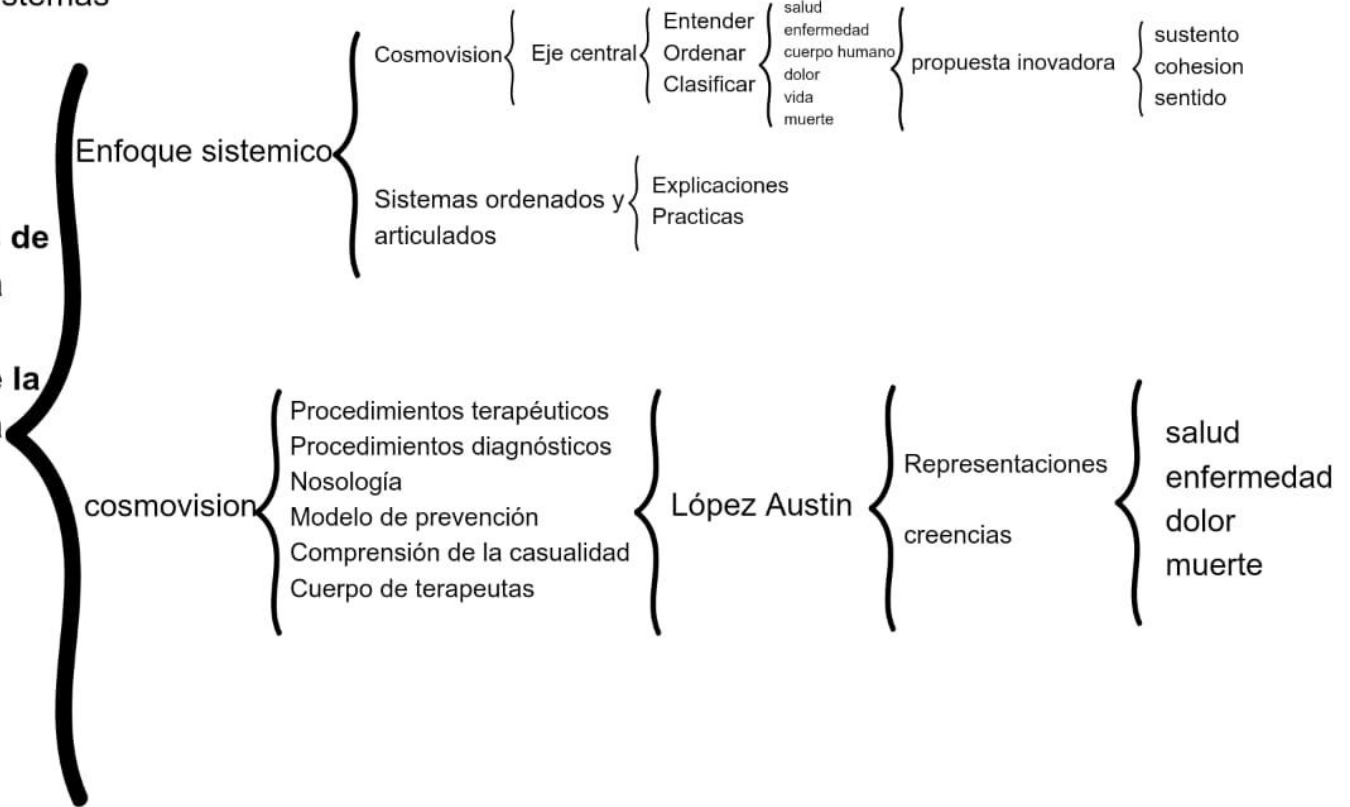 de
la
Enfoque sistemico
Cosmovision
Eje central
Entender
Ordenar
Clasificar
salud
enfermedad
cuerpo humano
dolor
vida
muerte
propuesta inovadora
sustento
cohesion
sentido
Sistemas ordenados y
articulados
Explicaciones
Practicas
cosmovision
Procedimientos terapéuticos
Procedimientos diagnósticos
Nosología
Modelo de prevención
Comprensión de la casualidad
Cuerpo de terapeutas
López Austin
Representaciones
creencias
salud
enfermedad
dolor
muerte